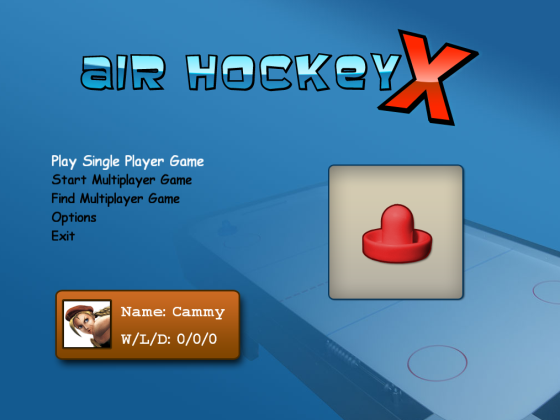 AIR HOCKEY X
Play Single Player Game
Start Multiplayer Game
Find Multiplayer Game
Options
Exit
Name: Cammy
W/L/D: 0/0/0